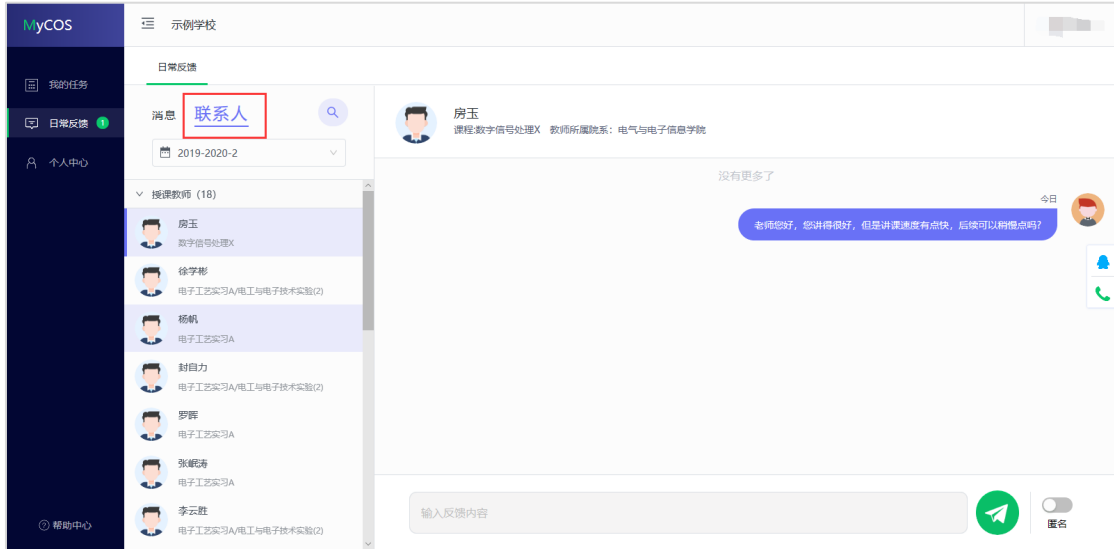 MyCOS
示例学校
我的任务
日常反馈 1
个人中心
帮助中心
日常反馈
消息 联系人
2019-2020-2
授课教师 (18)
房玉
数字信号处理X
徐学彬
电子工艺实习A/电工与电子技术实验(2)
杨帆
电子工艺实习A
封自力
电子工艺实习A/电工与电子技术实验(2)
罗晖
电子工艺实习A
张岷涛
电子工艺实习A
李云胜
电子工艺实习A/电工与电子技术实验(2)
房玉
课程:数字信号处理X 教师所属院系：电气与电子信息学院
没有更多了
今日
老师您好，您讲得很好，但是讲课速度有点快，后续可以稍慢点吗？
输入反馈内容
匿名